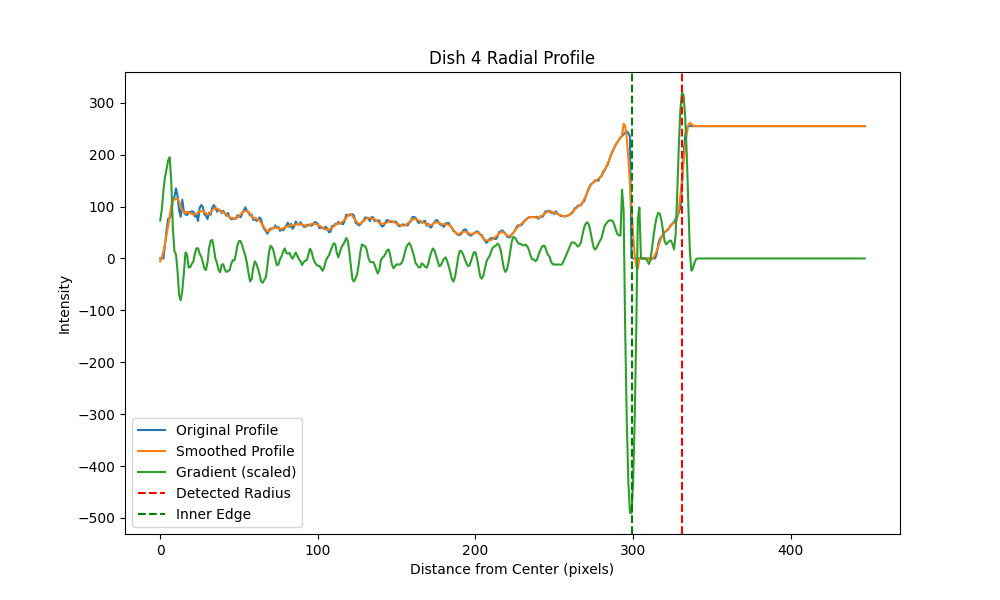 Dish 4 Radial Profile
300
200
100
0
−100
−200
−300
−400
−500
Intensity
Original Profile
Smoothed Profile
Gradient (scaled)
Detected Radius
Inner Edge
0 100 200 300 400
Distance from Center (pixels)